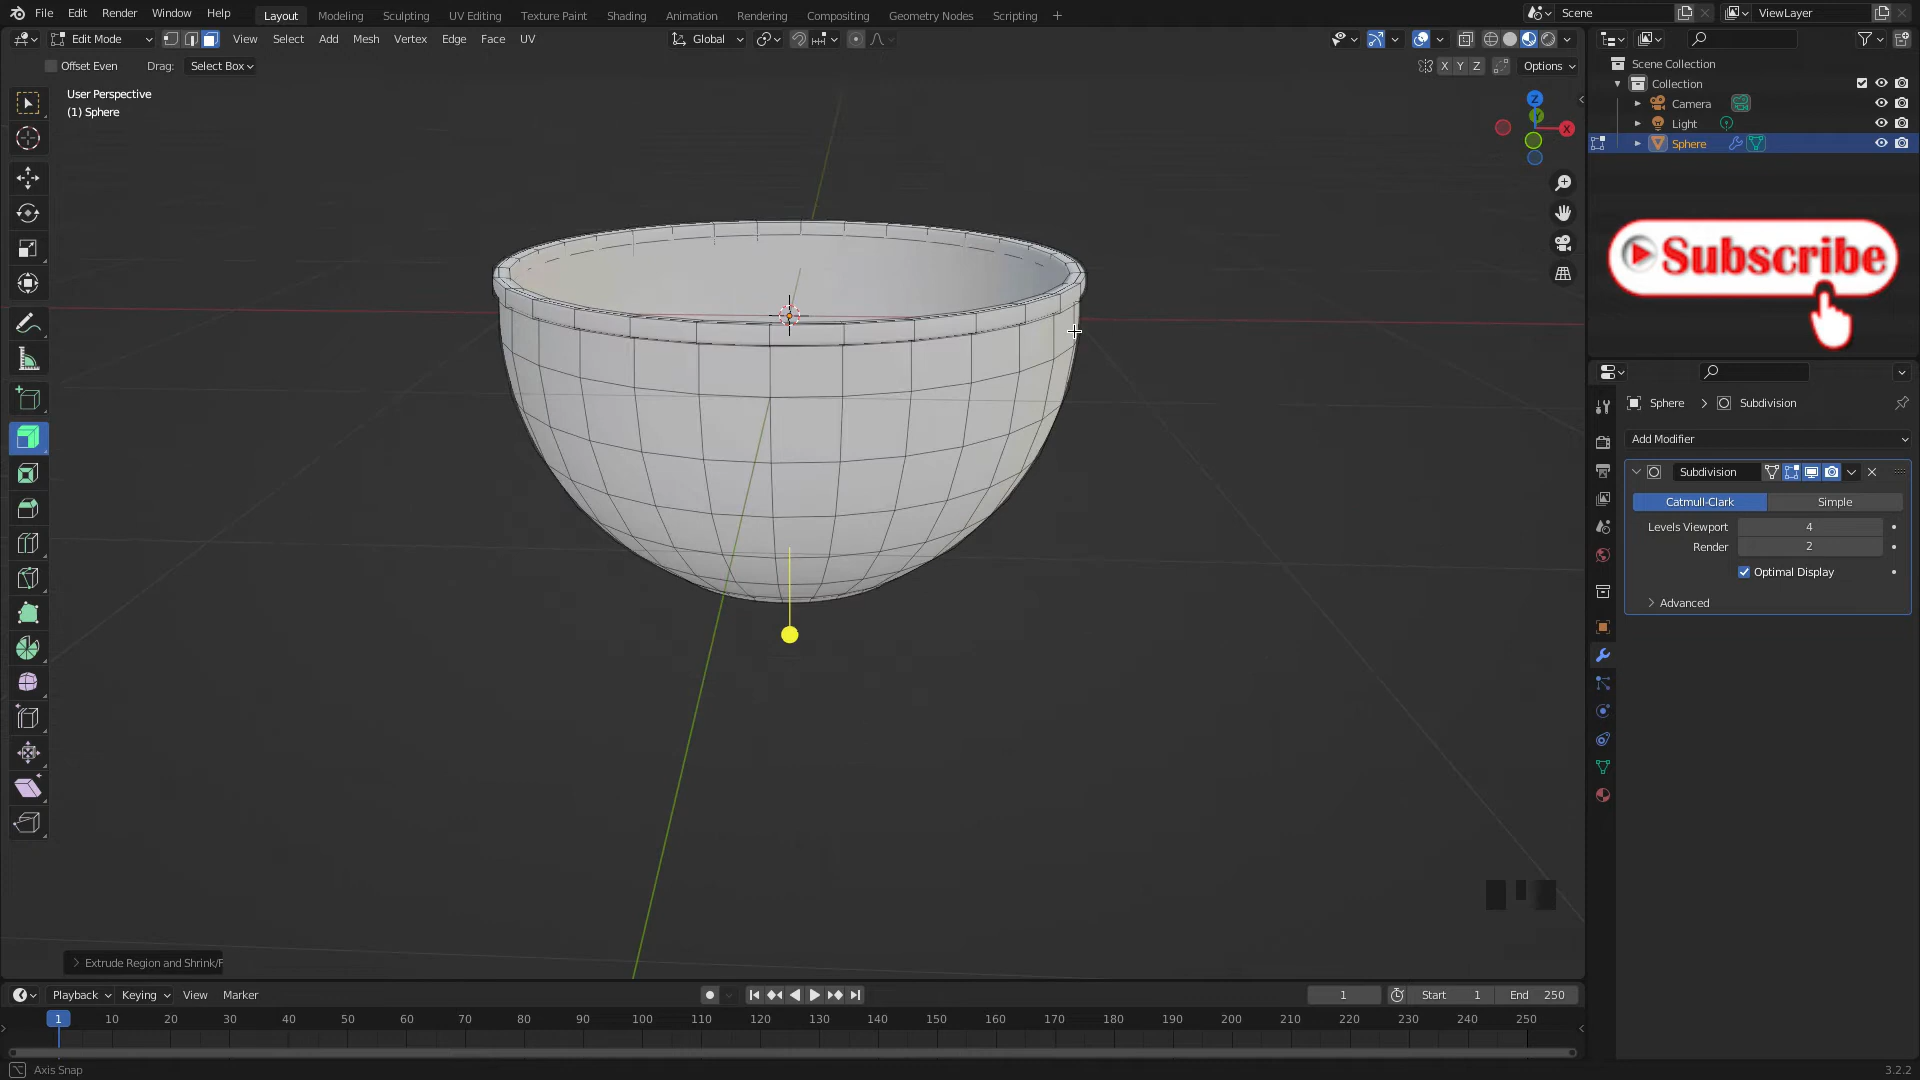 File Edit Render Window Help Layout Modeling Sculpting UV Editing Texture Paint Shading Animation Rendering Compositing Geometry Nodes Scripting + Scene ViewLayer
Edit Mode View Select Add Mesh Vertex Edge Face UV Global
Offset Even Drag: Select Box X Y Z Options
User Perspective
(1) Sphere
Z
Y
X
Scene Collection
Collection
Camera
Light
Sphere
Subscribe
Sphere > Subdivision
Add Modifier
Subdivision
Catmull-Clark Simple
Levels Viewport 4
Render 2
Optimal Display
Advanced
Extrude Region and Shrink/F
Playback Keying View Marker 1 Start 1 End 250
1 10 20 30 40 50 60 70 80 90 100 110 120 130 140 150 160 170 180 190 200 210 220 230 240 250
Axis Snap 3.2.2